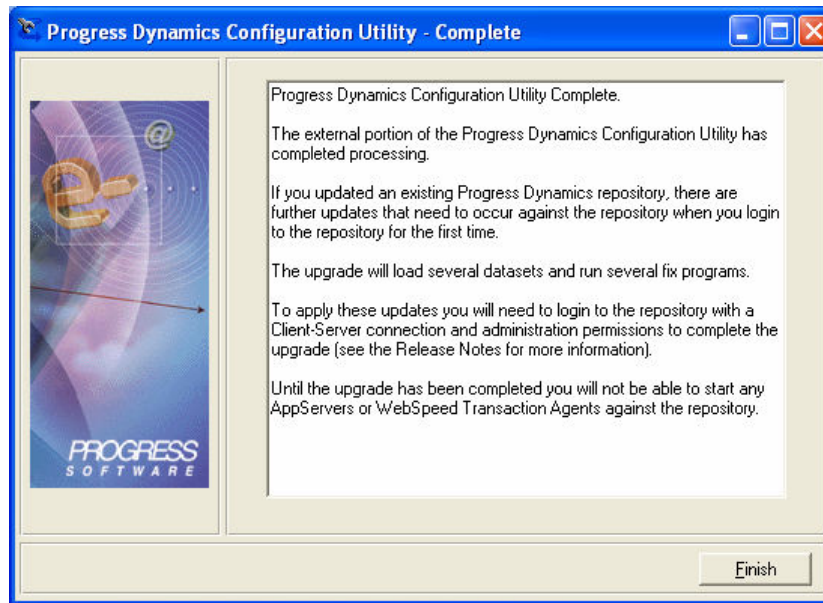 Progress Dynamics Configuration Utility - Complete
Progress Dynamics Configuration Utility Complete.
The external portion of the Progress Dynamics Configuration Utility has
completed processing.
If you updated an existing Progress Dynamics repository, there are
further updates that need to occur against the repository when you login
to the repository for the first time.
The upgrade will load several datasets and run several fix programs.
To apply these updates you will need to login to the repository with a
Client-Server connection and administration permissions to complete the
upgrade (see the Release Notes for more information).
Until the upgrade has been completed you will not be able to start any
AppServers or WebSpeed Transaction Agents against the repository.
@
e-
PROGRESS
SOFTWARE
Finish